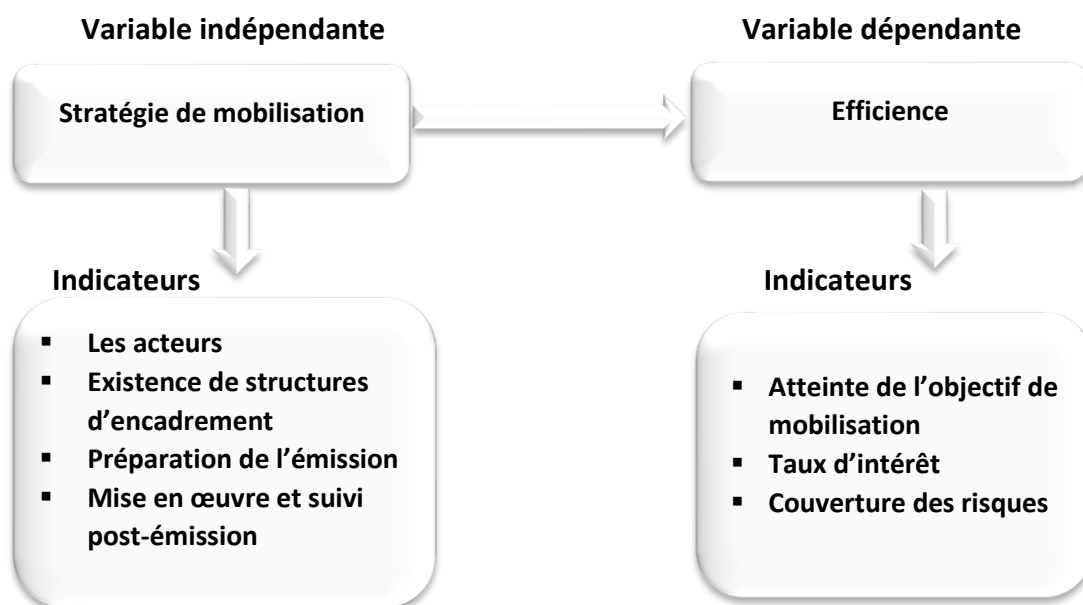 Variable indépendante
Variable dépendante
Stratégie de mobilisation
Efficience
Indicateurs
▪ Les acteurs
▪ Existence de structures
d’encadrement
▪ Préparation de l’émission
▪ Mise en œuvre et suivi
post-émission
Indicateurs
▪ Atteinte de l’objectif de
mobilisation
▪ Taux d’intérêt
▪ Couverture des risques